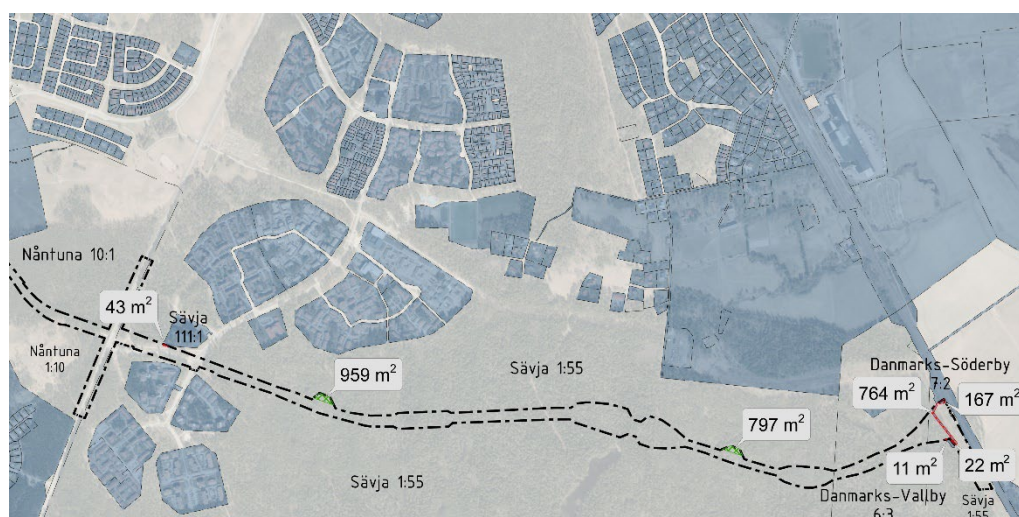 Nåntuna 10:1
43 m²
Sävja
111:1
Nåntuna
1:10
959 m²
Sävja 1:55
Danmarks-Söderby
7:2
764 m²
167 m²
797 m²
11 m²
22 m²
Sävja 1:55
Danmarks-Vallby
6:3
Sävja
1:55